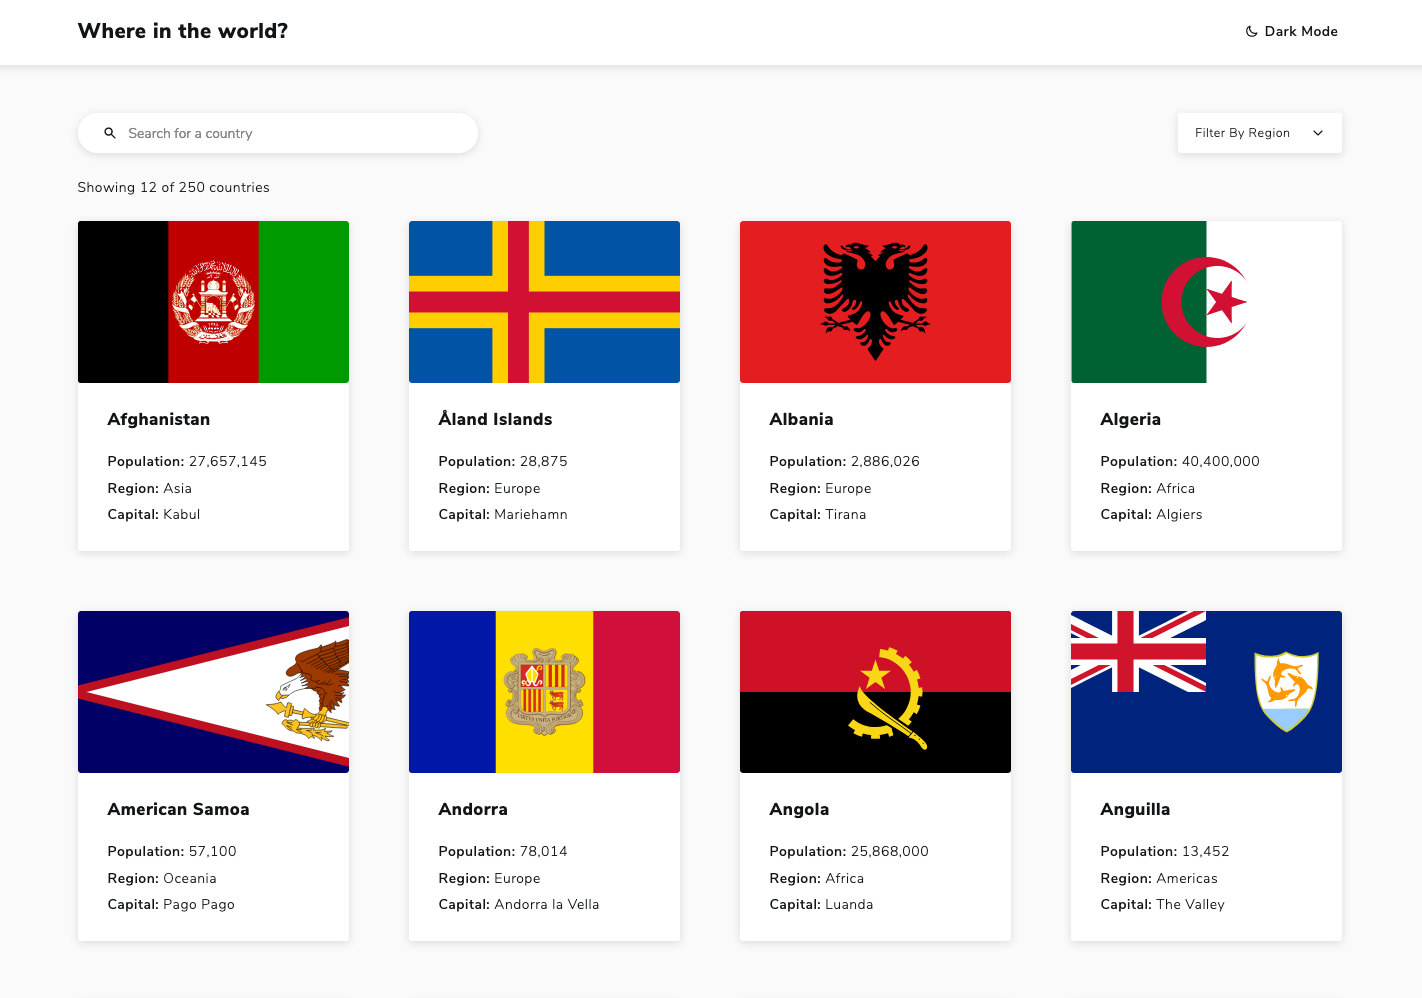 Where in the world?
Dark Mode
Search for a country
Filter By Region
Showing 12 of 250 countries
Afghanistan
Population: 27,657,145
Region: Asia
Capital: Kabul
Åland Islands
Population: 28,875
Region: Europe
Capital: Mariehamn
Albania
Population: 2,886,026
Region: Europe
Capital: Tirana
Algeria
Population: 40,400,000
Region: Africa
Capital: Algiers
American Samoa
Population: 57,100
Region: Oceania
Capital: Pago Pago
Andorra
Population: 78,014
Region: Europe
Capital: Andorra la Vella
Angola
Population: 25,868,000
Region: Africa
Capital: Luanda
Anguilla
Population: 13,452
Region: Americas
Capital: The Valley